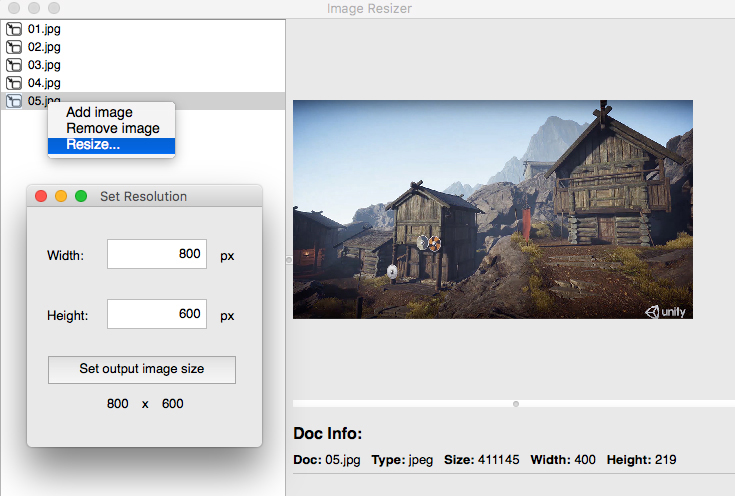 Image Resizer
01.jpg
02.jpg
03.jpg
04.jpg
05.jpg
Add image
Remove image
Resize...
Set Resolution
Width: 800 px
Height: 600 px
Set output image size
800 x 600
unity
Doc Info:
Doc: 05.jpg Type: jpeg Size: 411145 Width: 400 Height: 219